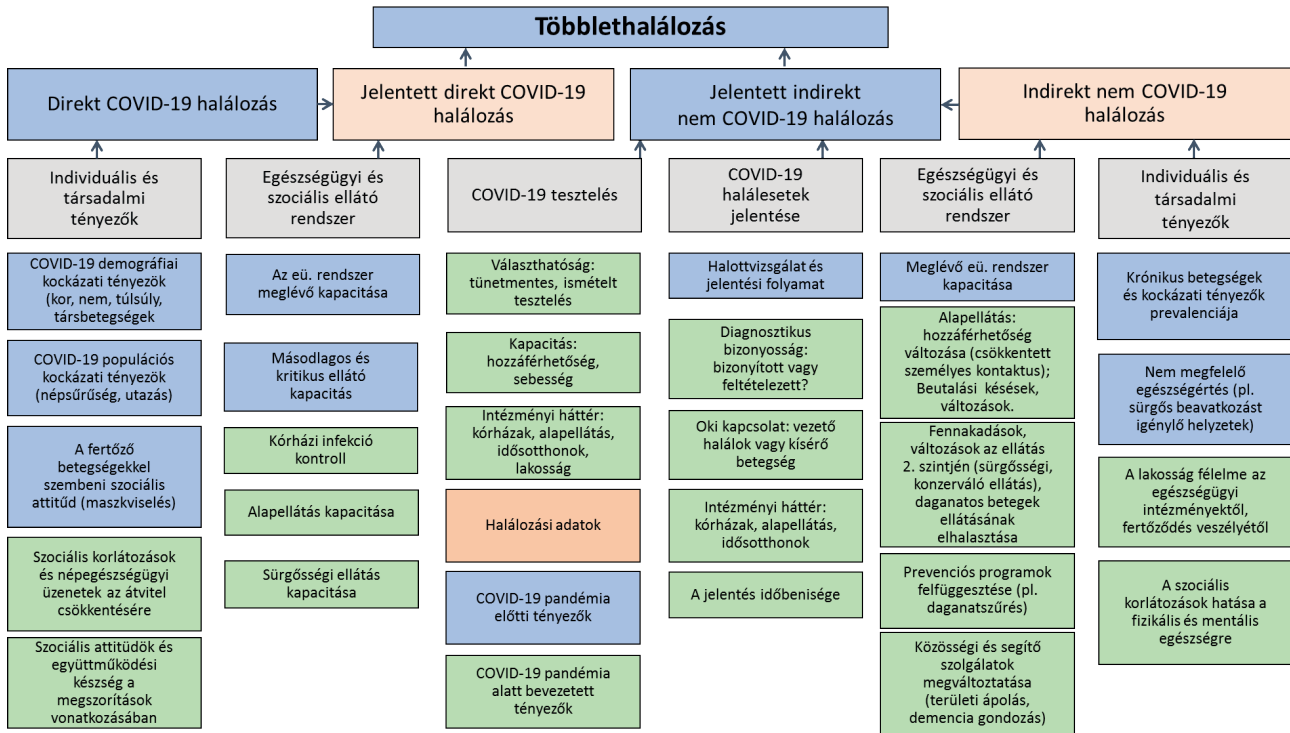 Többlethalálozás
Direkt COVID-19 halálozás
Jelentett direkt COVID-19
halálozás
Jelentett indirekt
nem COVID-19 halálozás
Indirekt nem COVID-19
halálozás
Individuális és
társadalmi
tényezők
Egészségügyi és
szociális ellátó
rendszer
COVID-19 tesztelés
COVID-19
halálesetek
jelentése
Egészségügyi és
szociális ellátó
rendszer
Individuális és
társadalmi
tényezők
COVID-19 demográfiai
kockázati tényezők
(kor, nem, túlsúly,
társbetegségek
COVID-19 populációs
kockázati tényezők
(népsűrűség, utazás)
A fertőző
betegségekkel
szembeni szociális
attitűd (maszkviselés)
Szociális korlátozások
és népegészségügyi
üzenetek az átvitel
csökkentésére
Szociális attitüdök és
együttműködési
készség a
megszorítások
vonatkozásában
Az eü. rendszer
meglévő kapacitása
Másodlagos és
kritikus ellátó
kapacitás
Kórházi infekció
kontroll
Alapellátás kapacitása
Sürgősségi ellátás
kapacitása
Választhatóság:
tünetmentes, ismételt
tesztelés
Kapacitás:
hozzáférhetőség,
sebesség
Intézményi háttér:
kórházak, alapellátás,
idősotthonok,
lakosság
Halálozási adatok
COVID-19 pandémia
előtti tényezők
COVID-19 pandémia
alatt bevezetett
tényezők
Halottvizsgálat és
jelentési folyamat
Diagnosztikus
bizonyosság:
bizonyított vagy
feltételezett?
Oki kapcsolat: vezető
halálok vagy kísérő
betegség
Intézményi háttér:
kórházak, alapellátás,
idősotthonok
A jelentés időbenisége
Meglévő eü. rendszer
kapacitása
Alapellátás:
hozzáférhetőség
változása (csökkentett
személyes kontaktus);
Beutalási késések,
változások.
Fennakadások,
változások az ellátás
2. szintjén (sürgősségi,
konzerváló ellátás),
daganatos betegek
ellátásának
elhalasztása
Prevenciós programok
felfüggesztése (pl.
daganatszűrés)
Közösségi és segítő
szolgálatok
megváltoztatása
(területi ápolás,
demencia gondozás)
Krónikus betegségek
és kockázati tényezők
prevalenciája
Nem megfelelő
egészségértés (pl.
sürgős beavatkozást
igénylő helyzetek)
A lakosság félelme az
egészségügyi
intézményektől,
fertőződés veszélyétől
A szociális
korlátozások hatása a
fizikális és mentális
egészségre